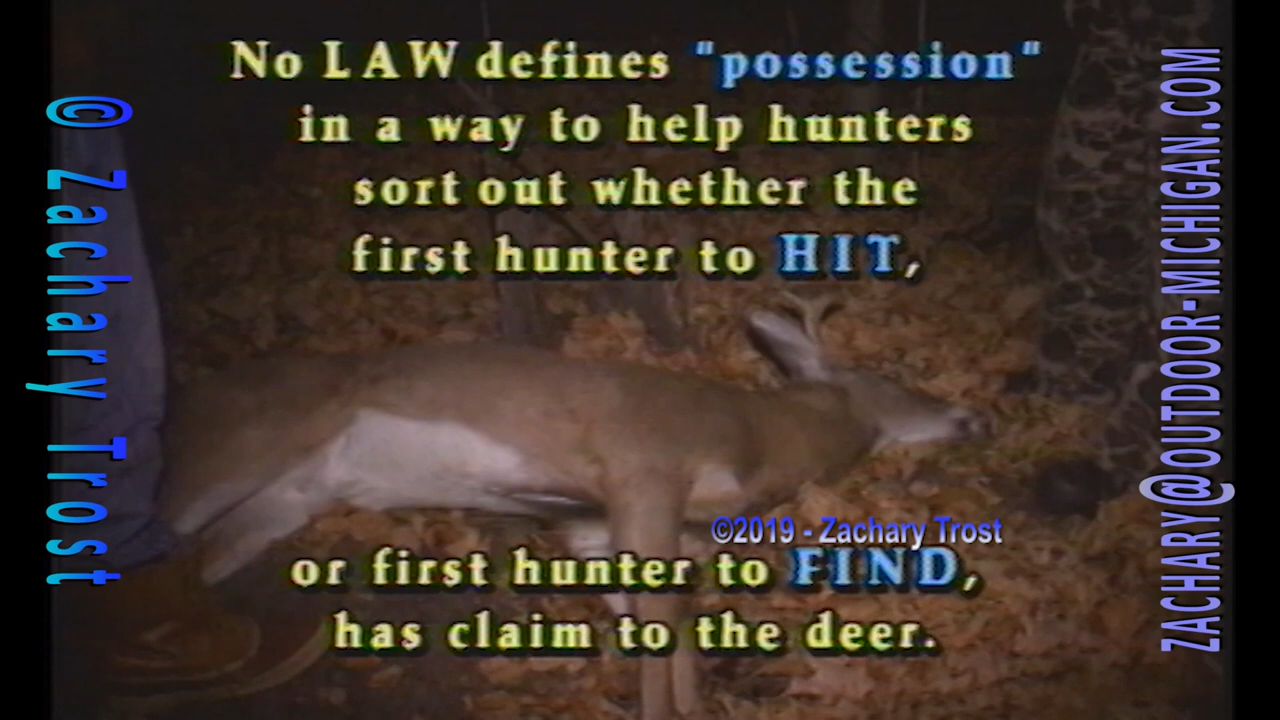 No LAW defines "possession"
in a way to help hunters
sort out whether the
first hunter to HIT,
or first hunter to FIND,
has claim to the deer.
©2019 - Zachary Trost
© Zachary Trost
ZACHARY@OUTDOOR-MICHIGAN.COM